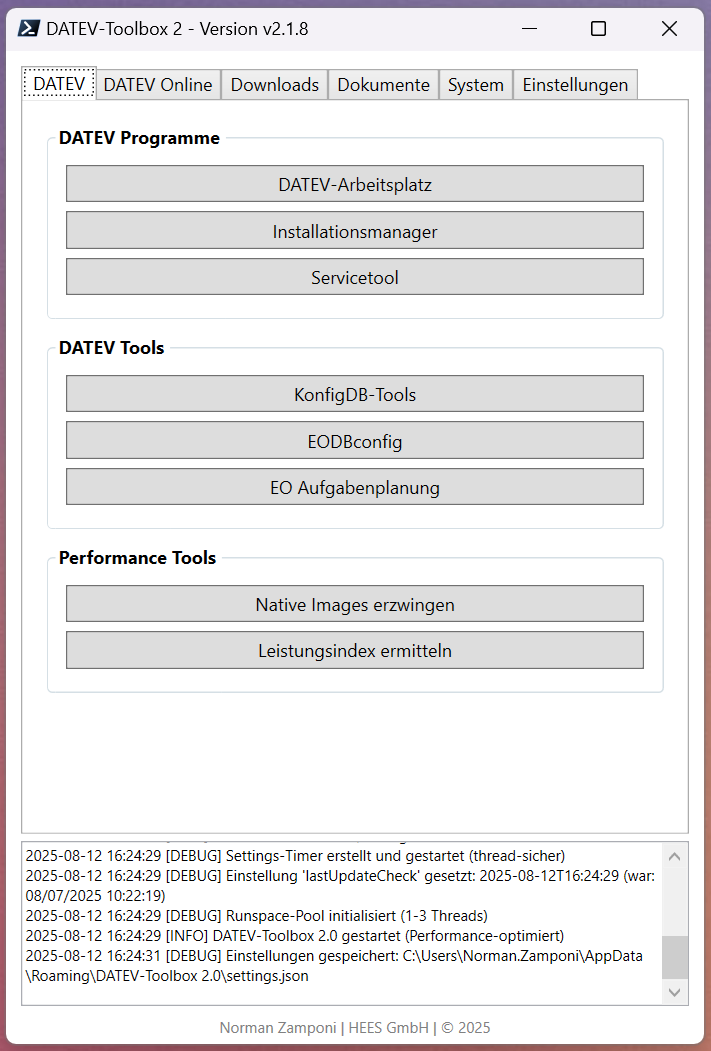 DATEV-Toolbox 2 - Version v2.1.8
DATEV
DATEV Online
Downloads
Dokumente
System
Einstellungen
DATEV Programme
DATEV-Arbeitsplatz
Installationsmanager
Servicetool
DATEV Tools
KonfigDB-Tools
EODBconfig
EO Aufgabenplanung
Performance Tools
Native Images erzwingen
Leistungsindex ermitteln
2025-08-12 16:24:29 [DEBUG] Settings-Timer erstellt und gestartet (thread-sicher)
2025-08-12 16:24:29 [DEBUG] Einstellung 'lastUpdateCheck' gesetzt: 2025-08-12T16:24:29 (war:
08/07/2025 10:22:19)
2025-08-12 16:24:29 [DEBUG] Runspace-Pool initialisiert (1-3 Threads)
2025-08-12 16:24:29 [INFO] DATEV-Toolbox 2.0 gestartet (Performance-optimiert)
2025-08-12 16:24:31 [DEBUG] Einstellungen gespeichert: C:\Users\Norman.Zamponi\AppData
\Roaming\DATEV-Toolbox 2.0\settings.json
Norman Zamponi | HEES GmbH | © 2025